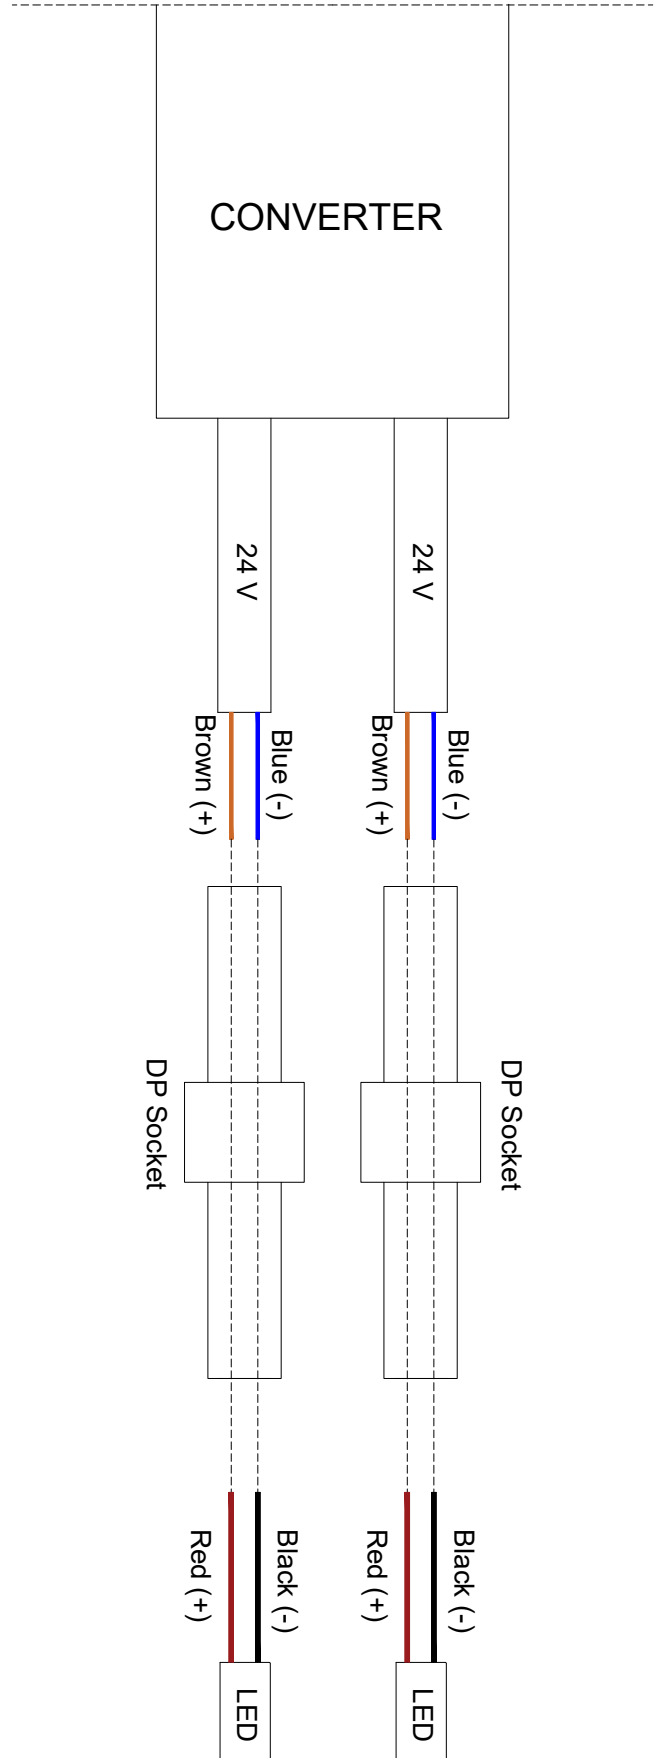 CONVERTER
24 V
24 V
Brown (+)
Blue (-)
Brown (+)
Blue (-)
DP Socket
DP Socket
Red (+)
Black (-)
Red (+)
Black (-)
LED
LED